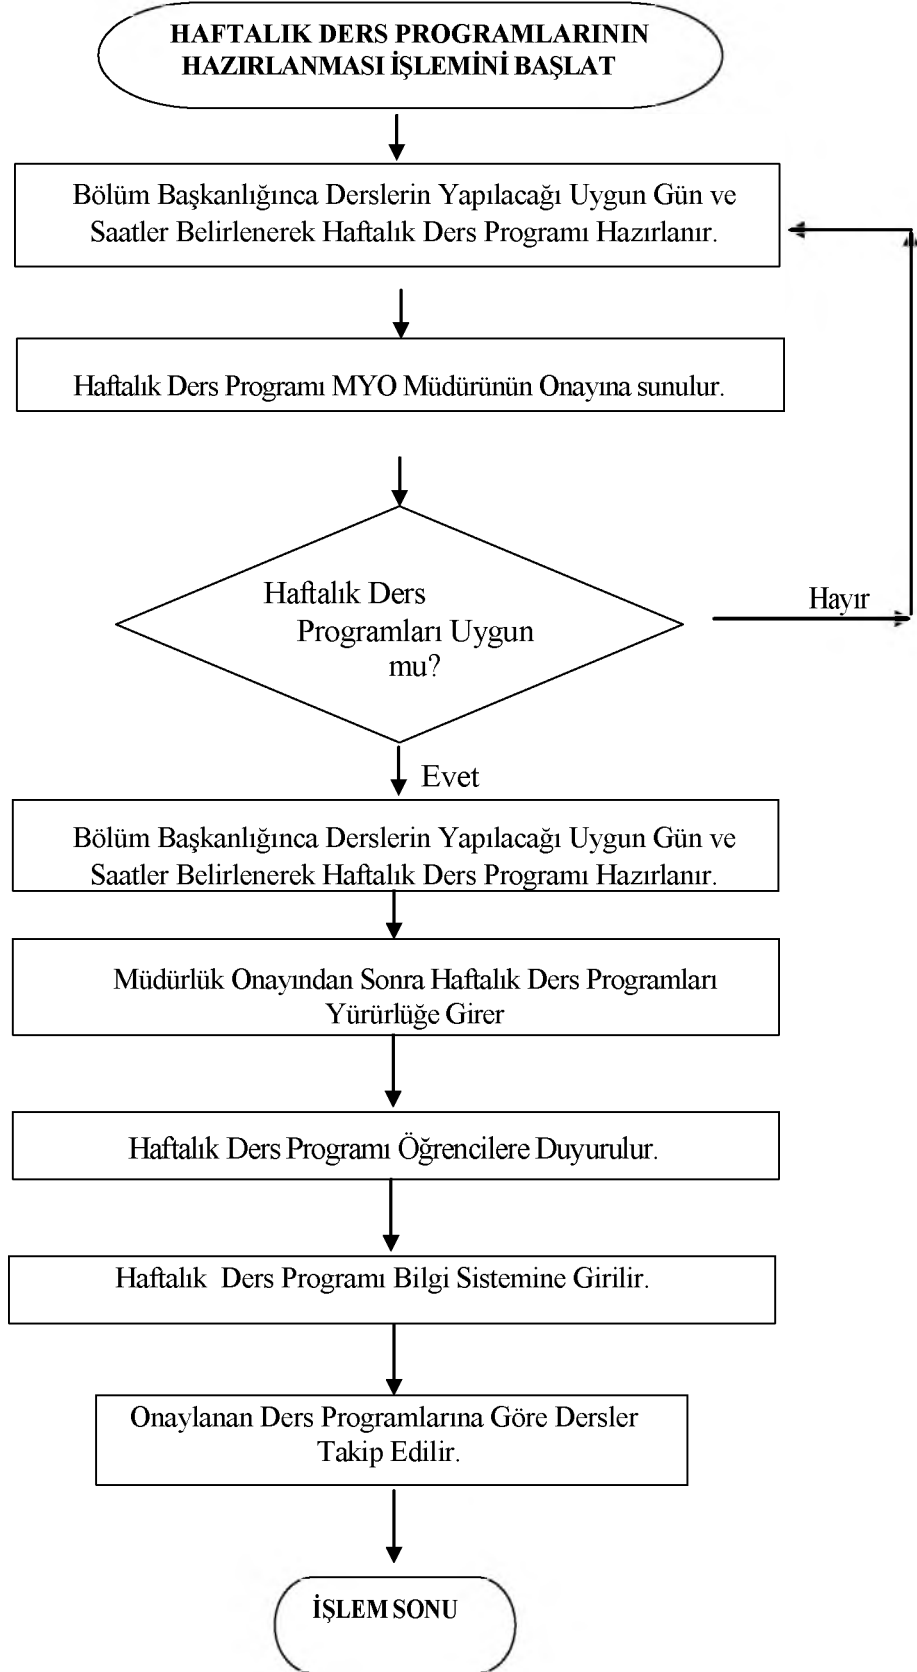 HAFTALIK DERS PROGRAMLARININ
HAZIRLANMASI İŞLEMİNİ BAŞLAT
Bölüm Başkanlığınca Derslerin Yapılacağı Uygun Gün ve
Saatler Belirlenerek Haftalık Ders Programı Hazırlanır.
Haftalık Ders Programı MYO Müdürünün Onayına sunulur.
Haftalık Ders
Programları Uygun
mu?
Hayır
Evet
Bölüm Başkanlığınca Derslerin Yapılacağı Uygun Gün ve
Saatler Belirlenerek Haftalık Ders Programı Hazırlanır.
Müdürlük Onayından Sonra Haftalık Ders Programları
Yürürlüğe Girer
Haftalık Ders Programı Öğrencilere Duyurulur.
Haftalık Ders Programı Bilgi Sistemine Girilir.
Onaylanan Ders Programlarına Göre Dersler
Takip Edilir.
İŞLEM SONU